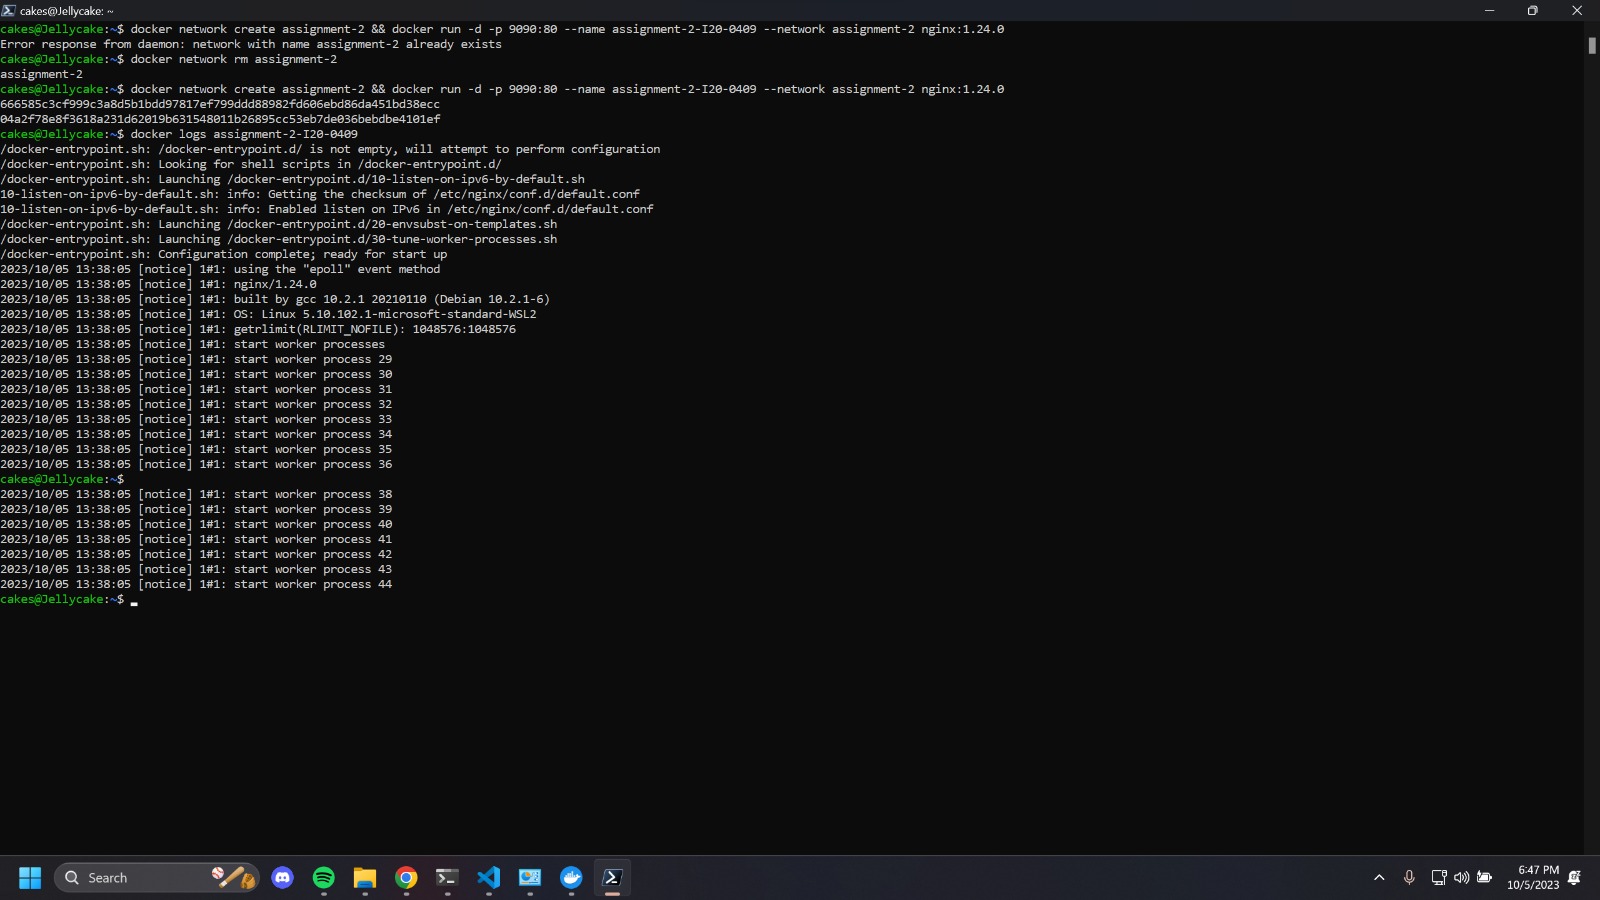 cakes@Jellycake: ~
cakes@Jellycake:~$ docker network create assignment-2 && docker run -d -p 9090:80 --name assignment-2-I20-0409 --network assignment-2 nginx:1.24.0
Error response from daemon: network with name assignment-2 already exists
cakes@Jellycake:~$ docker network rm assignment-2
assignment-2
cakes@Jellycake:~$ docker network create assignment-2 && docker run -d -p 9090:80 --name assignment-2-I20-0409 --network assignment-2 nginx:1.24.0
666585c3cf999c3a8d5b1bdd97817ef799ddd88982fd606ebd86da451bd38ecc
04a2f78e8f3618a231d62019b631548011b26895cc53eb7de036bebdbe4101ef
cakes@Jellycake:~$ docker logs assignment-2-I20-0409
/docker-entrypoint.sh: /docker-entrypoint.d/ is not empty, will attempt to perform configuration
/docker-entrypoint.sh: Looking for shell scripts in /docker-entrypoint.d/
/docker-entrypoint.sh: Launching /docker-entrypoint.d/10-listen-on-ipv6-by-default.sh
10-listen-on-ipv6-by-default.sh: info: Getting the checksum of /etc/nginx/conf.d/default.conf
10-listen-on-ipv6-by-default.sh: info: Enabled listen on IPv6 in /etc/nginx/conf.d/default.conf
/docker-entrypoint.sh: Launching /docker-entrypoint.d/20-envsubst-on-templates.sh
/docker-entrypoint.sh: Launching /docker-entrypoint.d/30-tune-worker-processes.sh
/docker-entrypoint.sh: Configuration complete; ready for start up
2023/10/05 13:38:05 [notice] 1#1: using the "epoll" event method
2023/10/05 13:38:05 [notice] 1#1: nginx/1.24.0
2023/10/05 13:38:05 [notice] 1#1: built by gcc 10.2.1 20210110 (Debian 10.2.1-6)
2023/10/05 13:38:05 [notice] 1#1: OS: Linux 5.10.102.1-microsoft-standard-WSL2
2023/10/05 13:38:05 [notice] 1#1: getrlimit(RLIMIT_NOFILE): 1048576:1048576
2023/10/05 13:38:05 [notice] 1#1: start worker processes
2023/10/05 13:38:05 [notice] 1#1: start worker process 29
2023/10/05 13:38:05 [notice] 1#1: start worker process 30
2023/10/05 13:38:05 [notice] 1#1: start worker process 31
2023/10/05 13:38:05 [notice] 1#1: start worker process 32
2023/10/05 13:38:05 [notice] 1#1: start worker process 33
2023/10/05 13:38:05 [notice] 1#1: start worker process 34
2023/10/05 13:38:05 [notice] 1#1: start worker process 35
2023/10/05 13:38:05 [notice] 1#1: start worker process 36
cakes@Jellycake:~$
2023/10/05 13:38:05 [notice] 1#1: start worker process 38
2023/10/05 13:38:05 [notice] 1#1: start worker process 39
2023/10/05 13:38:05 [notice] 1#1: start worker process 40
2023/10/05 13:38:05 [notice] 1#1: start worker process 41
2023/10/05 13:38:05 [notice] 1#1: start worker process 42
2023/10/05 13:38:05 [notice] 1#1: start worker process 43
2023/10/05 13:38:05 [notice] 1#1: start worker process 44
cakes@Jellycake:~$
Search
6:47 PM
10/5/2023